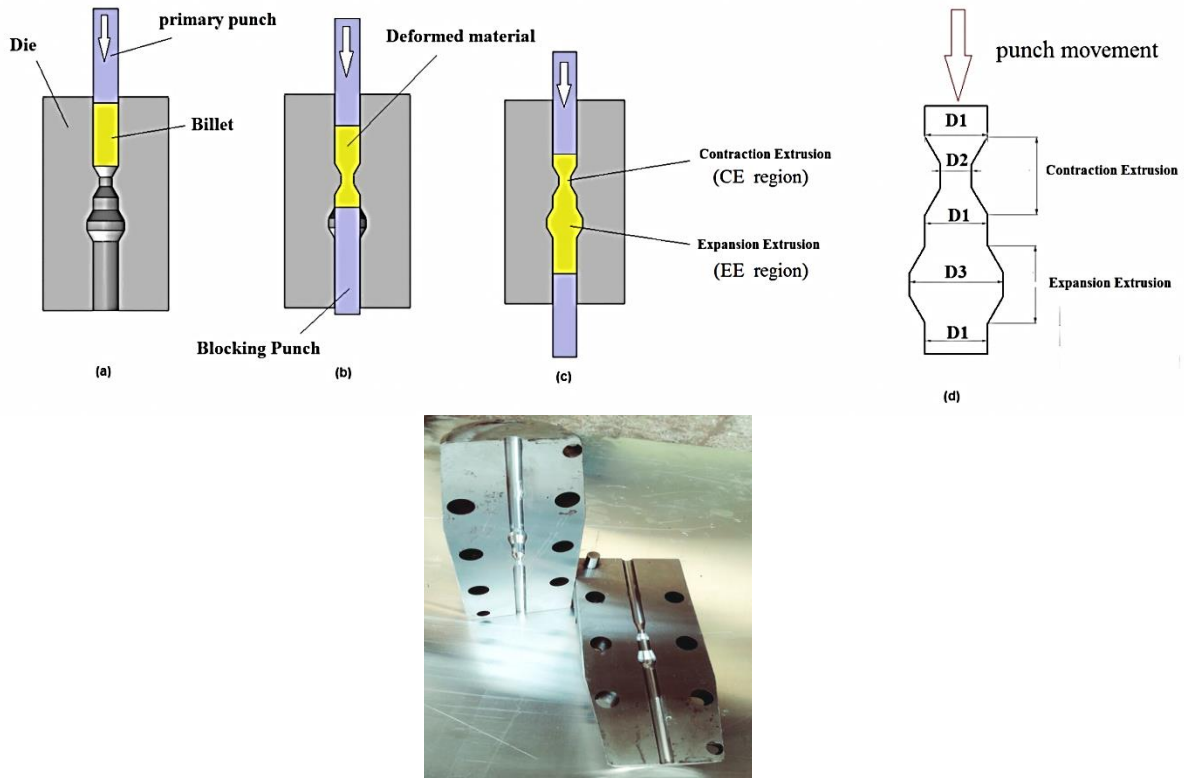 primary punch
Die
Billet
(a)
Deformed material
Blocking Punch
(b)
Contraction Extrusion
(CE region)
Expansion Extrusion
(EE region)
(c)
punch movement
D1
D2
Contraction Extrusion
D1
D3
Expansion Extrusion
D1
(d)